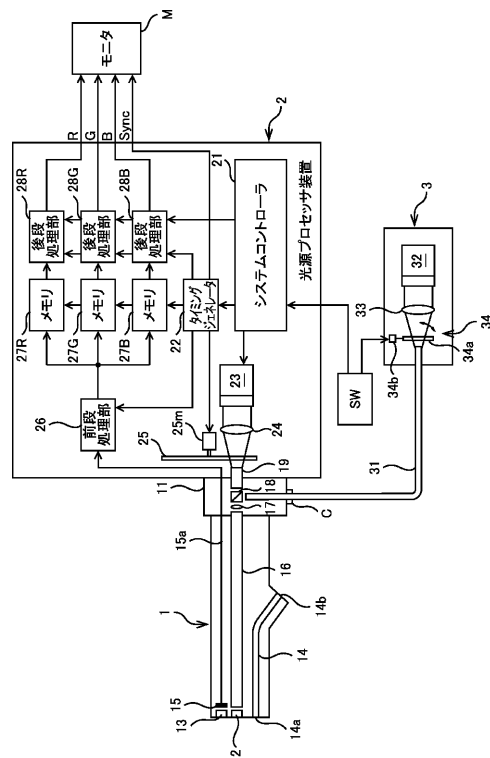 M
モニタ
R
G
B
Sync
2
28R
28G
28B
21
後段処理部
後段処理部
後段処理部
システムコントローラ
光源プロセッサ装置
27R
27G
27B
22
メモリ
メモリ
メモリ
タイミングジェネレータ
26
前段処理部
23
24
25
25m
19
11
18
17
C
15a
16
1
15
13
2
14
14a
14b
3
32
33
34
34a
34b
SW
31